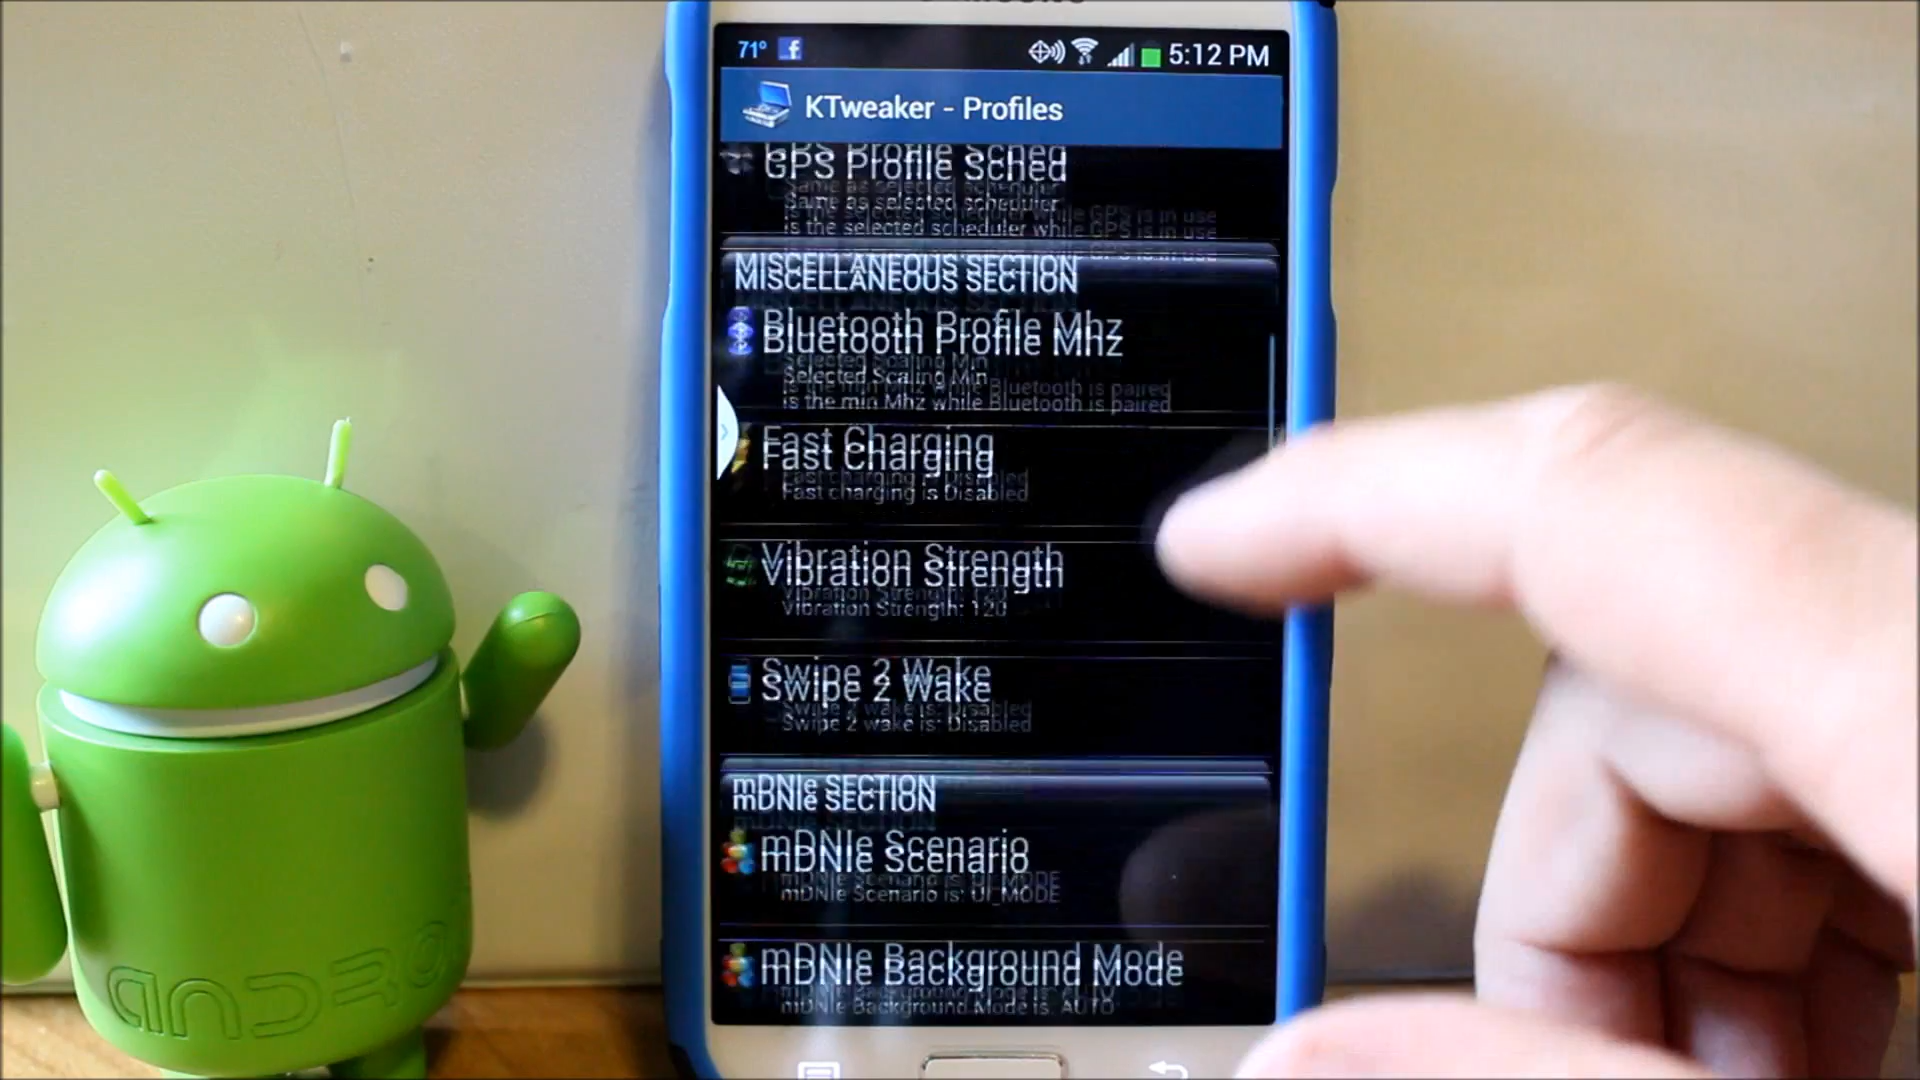 SAMSUNG
71°
5:12 PM
KTweaker - Profiles
GPS Profile Sched
Same as selected scheduler
is the selected scheduler while GPS is in use
MISCELLANEOUS SECTION
Bluetooth Profile Mhz
Selected Scaling Min
is the min Mhz while Bluetooth is paired
Fast Charging
Fast charging is Disabled
Vibration Strength
Vibration Strength: 120
Swipe 2 Wake
Swipe 2 wake is: Disabled
mDNIe SECTION
mDNIe Scenario
mDNIe Scenario is: UI_MODE
mDNIe Background Mode
mDNIe Background Mode is: AUTO